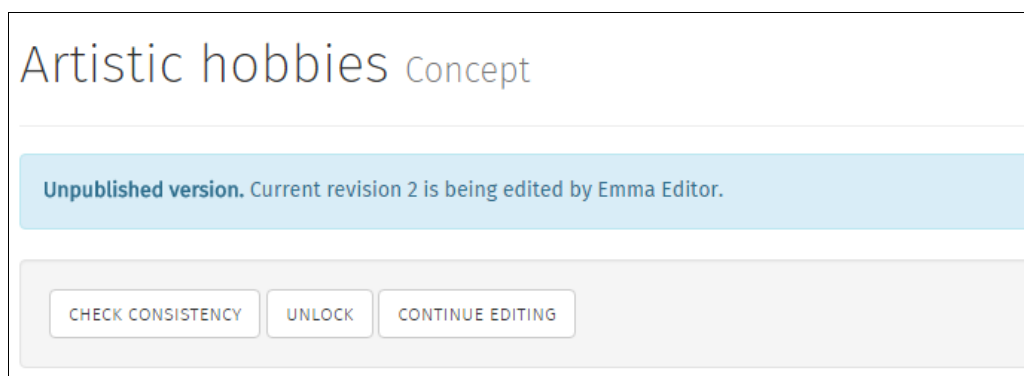 Artistic hobbies Concept
Unpublished version. Current revision 2 is being edited by Emma Editor.
CHECK CONSISTENCY UNLOCK CONTINUE EDITING